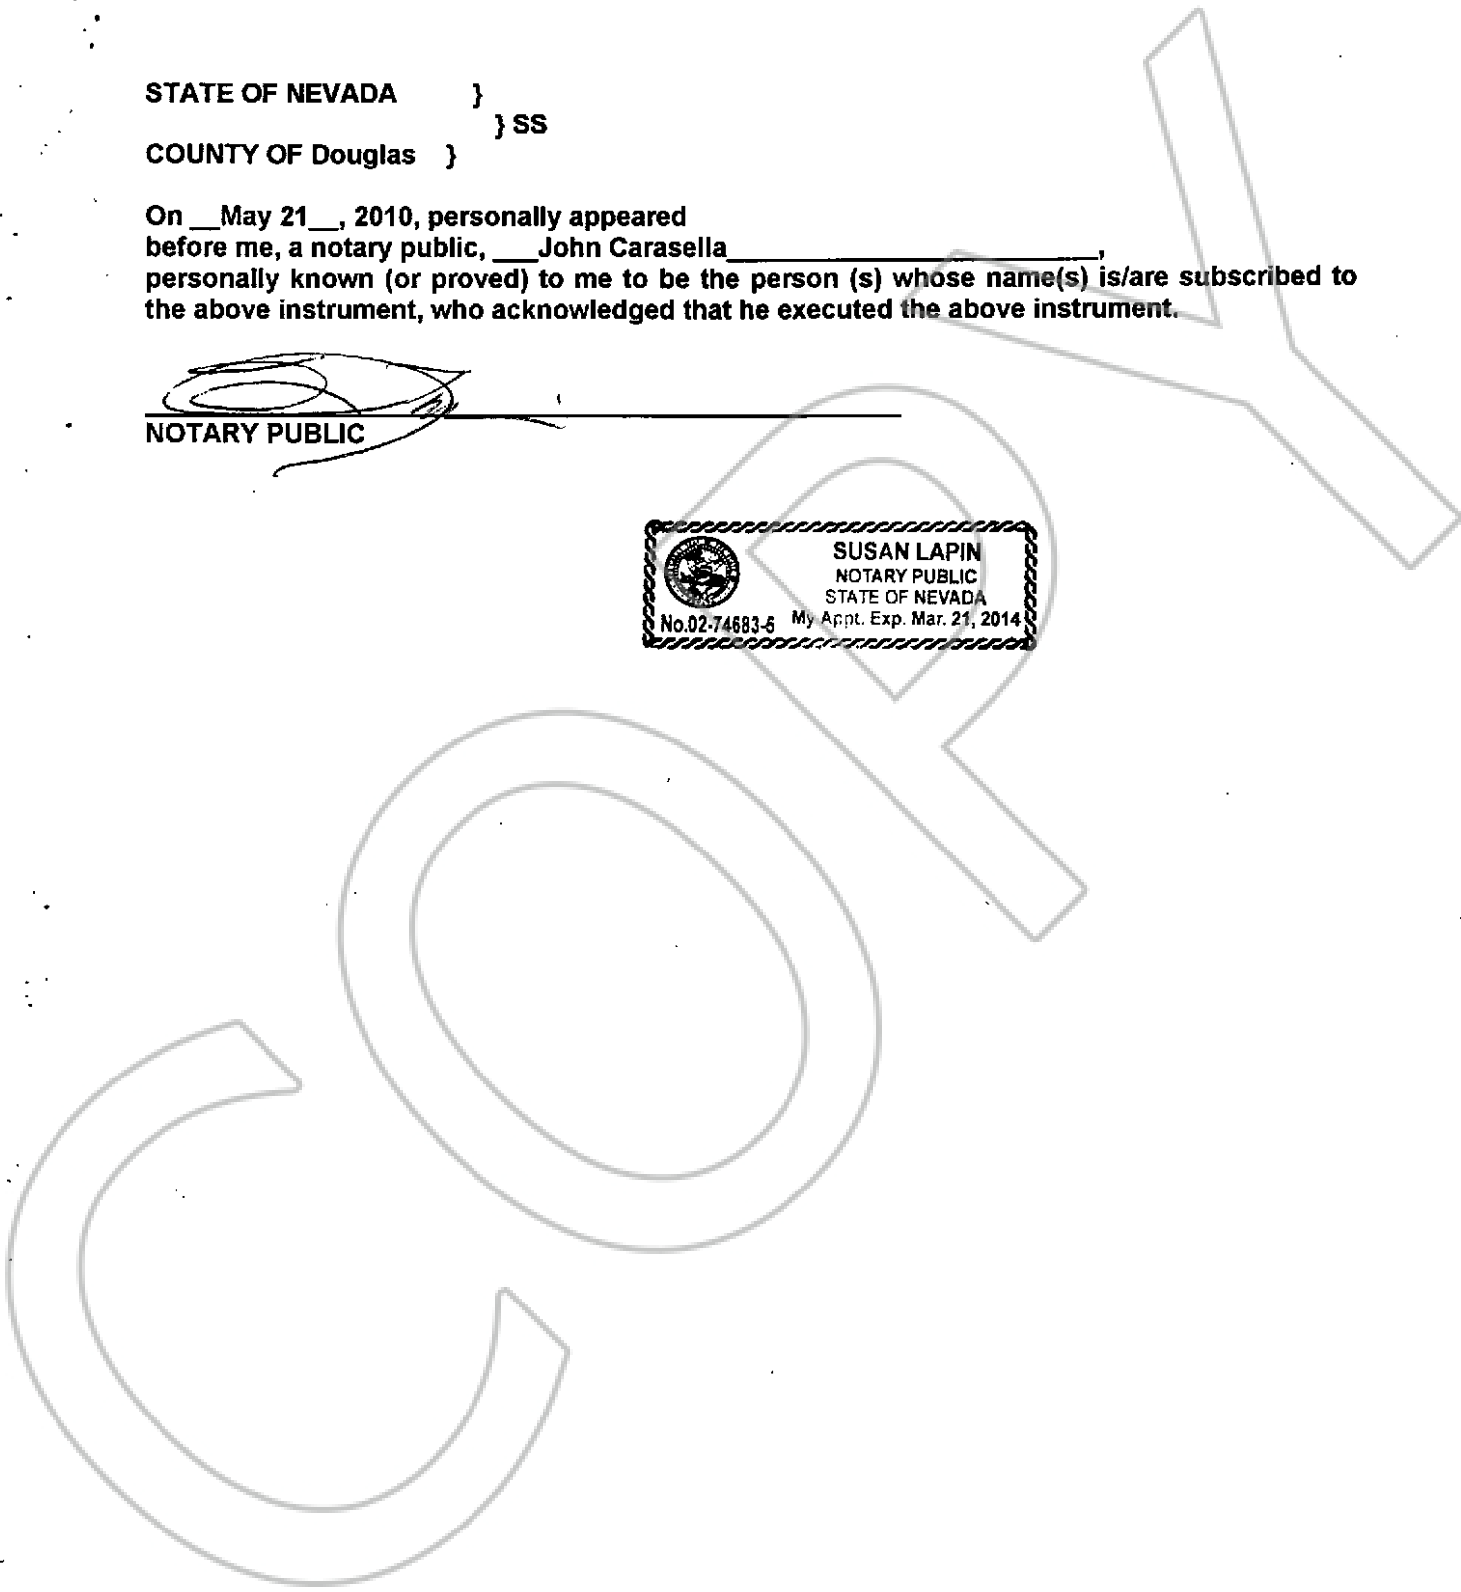 STATE OF NEVADA }
} SS
COUNTY OF Douglas }
On __May 21__, 2010, personally appeared
before me, a notary public, ___John Carasella________________________,
personally known (or proved) to me to be the person (s) whose name(s) is/are subscribed to
the above instrument, who acknowledged that he executed the above instrument.
NOTARY PUBLIC
SUSAN LAPIN
NOTARY PUBLIC
STATE OF NEVADA
No.02-74683-5 My Appt. Exp. Mar. 21, 2014
COPY